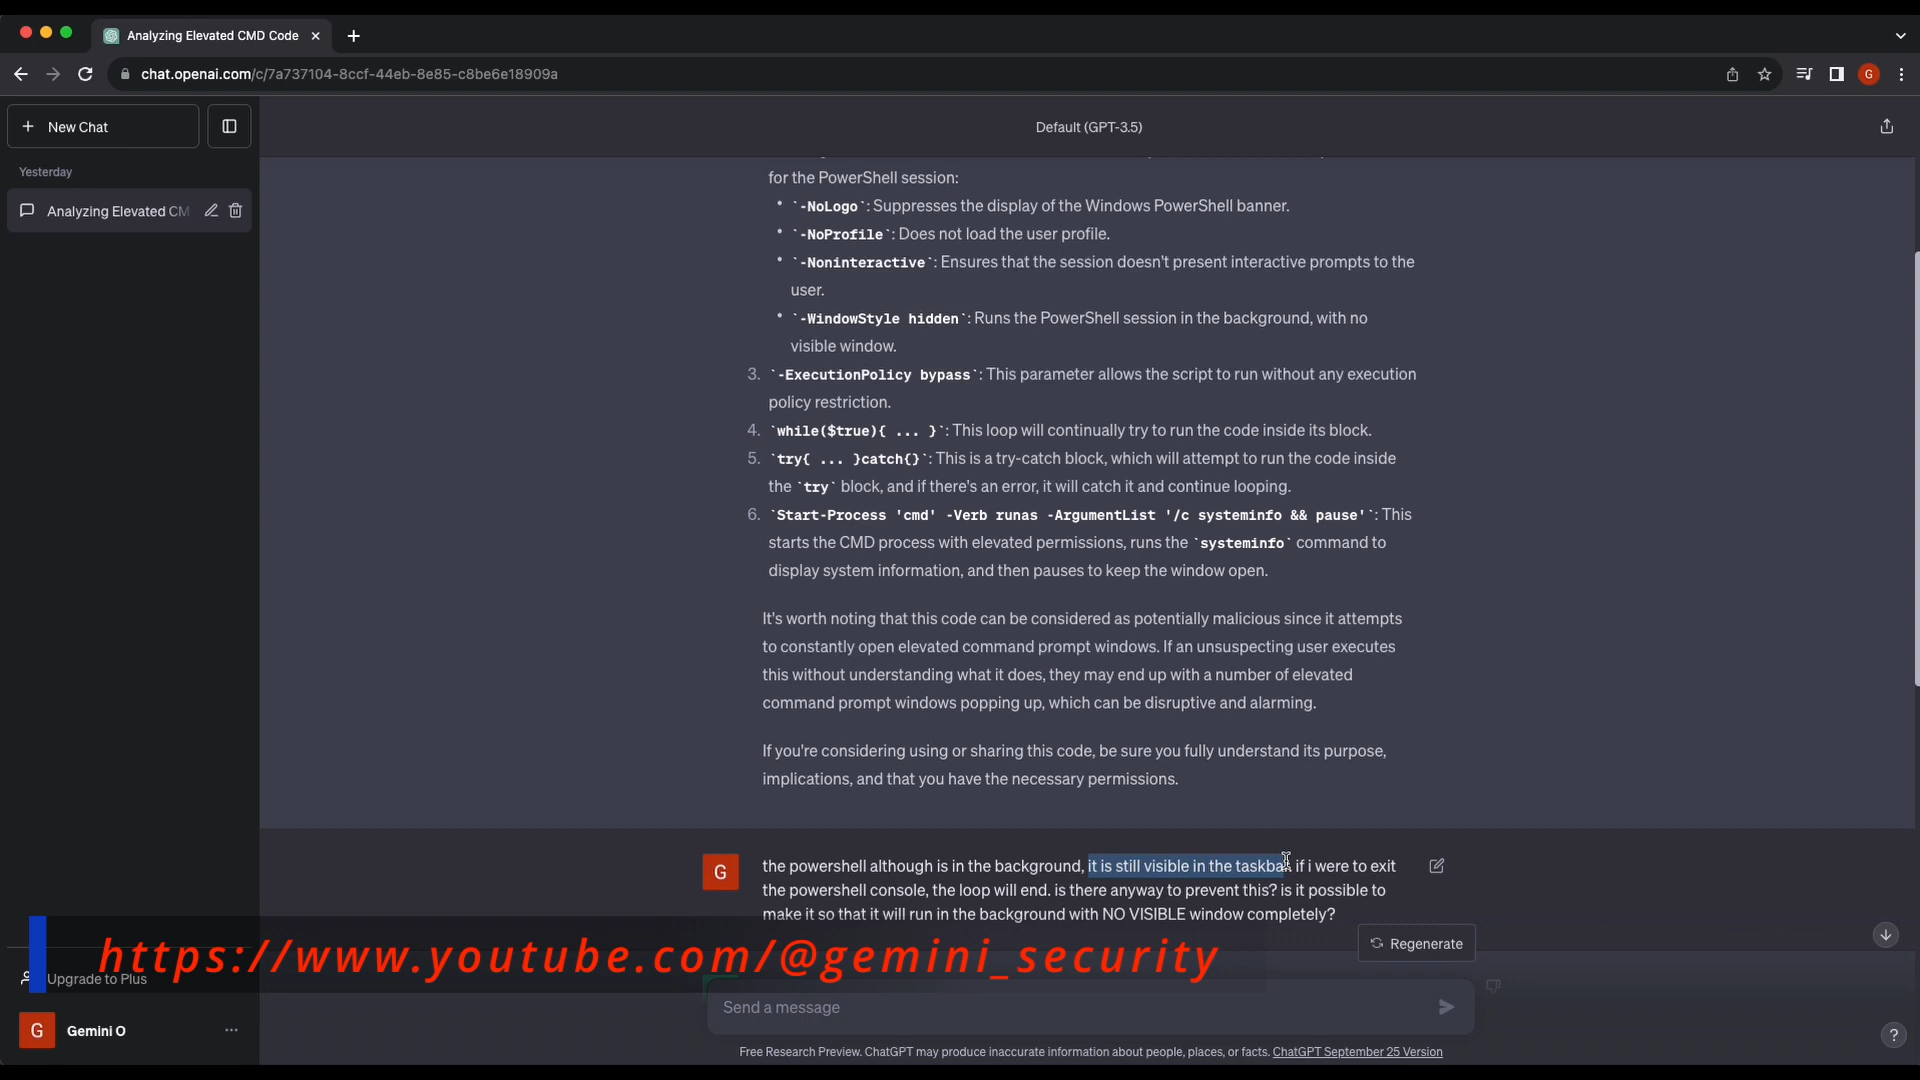 Analyzing Elevated CMD Code
chat.openai.com/c/7a737104-8ccf-44eb-8e85-c8be6e18909a
G
New Chat
Default (GPT-3.5)
Yesterday
Analyzing Elevated CM
for the PowerShell session:
• `-NoLogo`: Suppresses the display of the Windows PowerShell banner.
• `-NoProfile`: Does not load the user profile.
• `-Noninteractive`: Ensures that the session doesn't present interactive prompts to the
user.
• `-WindowStyle hidden`: Runs the PowerShell session in the background, with no
visible window.
3. `-ExecutionPolicy bypass`: This parameter allows the script to run without any execution
policy restriction.
4. `while($true){ ... }`: This loop will continually try to run the code inside its block.
5. `try{ ... }catch{}`: This is a try-catch block, which will attempt to run the code inside
the `try` block, and if there's an error, it will catch it and continue looping.
6. `Start-Process 'cmd' -Verb runas -ArgumentList '/c systeminfo && pause'`: This
starts the CMD process with elevated permissions, runs the `systeminfo` command to
display system information, and then pauses to keep the window open.
It's worth noting that this code can be considered as potentially malicious since it attempts
to constantly open elevated command prompt windows. If an unsuspecting user executes
this without understanding what it does, they may end up with a number of elevated
command prompt windows popping up, which can be disruptive and alarming.
If you're considering using or sharing this code, be sure you fully understand its purpose,
implications, and that you have the necessary permissions.
G
the powershell although is in the background, it is still visible in the taskba if i were to exit
the powershell console, the loop will end. is there anyway to prevent this? is it possible to
make it so that it will run in the background with NO VISIBLE window completely?
Regenerate
https://www.youtube.com/@gemini_security
Upgrade to Plus
Send a message
G
Gemini O
?
Free Research Preview. ChatGPT may produce inaccurate information about people, places, or facts. ChatGPT September 25 Version